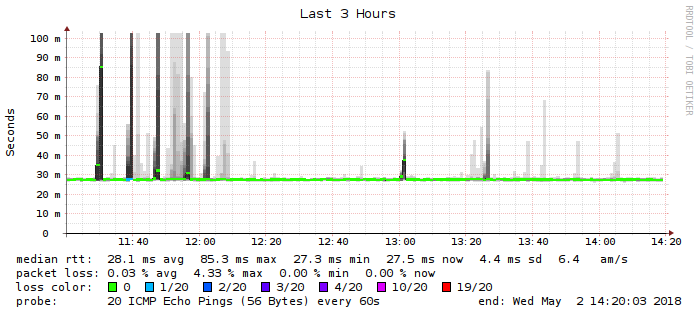 Last 3 Hours
RRDTOOL / TOBI OETIKER
Seconds
100 m
90 m
80 m
70 m
60 m
50 m
40 m
30 m
20 m
10 m
0
11:40 12:00 12:20 12:40 13:00 13:20 13:40 14:00 14:20
median rtt: 28.1 ms avg 85.3 ms max 27.3 ms min 27.5 ms now 4.4 ms sd 6.4 am/s
packet loss: 0.03 % avg 4.33 % max 0.00 % min 0.00 % now
loss color: 0 1/20 2/20 3/20 4/20 10/20 19/20
probe: 20 ICMP Echo Pings (56 Bytes) every 60s end: Wed May 2 14:20:03 2018